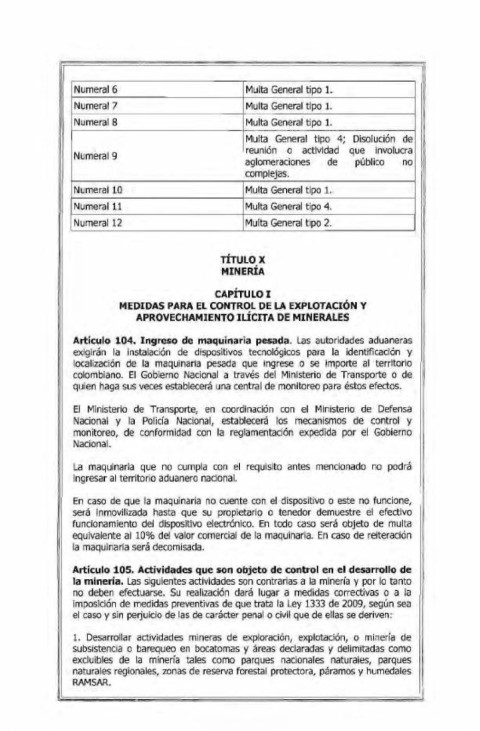 Numeral 6 Multa General tipo 1.
Numeral 7 Multa General tipo 1.
Numeral 8 Multa General tipo 1.
Numeral 9 Multa General tipo 4; Disolución de
reunión o actividad que involucra
aglomeraciones de público no
complejas.
Numeral 10 Multa General tipo 1.
Numeral 11 Multa General tipo 4.
Numeral 12 Multa General tipo 2.
TÍTULO X
MINERÍA
CAPÍTULO I
MEDIDAS PARA EL CONTROL DE LA EXPLOTACIÓN Y
APROVECHAMIENTO ILÍCITA DE MINERALES
Artículo 104. Ingreso de maquinaria pesada. Las autoridades aduaneras
exigirán la instalación de dispositivos tecnológicos para la identificación y
localización de la maquinaria pesada que ingrese o se importe al territorio
colombiano. El Gobierno Nacional a través del Ministerio de Transporte o de
quien haga sus veces establecerá una central de monitoreo para éstos efectos.
El Ministerio de Transporte, en coordinación con el Ministerio de Defensa
Nacional y la Policía Nacional, establecerá los mecanismos de control y
monitoreo, de conformidad con la reglamentación expedida por el Gobierno
Nacional.
La maquinaria que no cumpla con el requisito antes mencionado no podrá
ingresar al territorio aduanero nacional.
En caso de que la maquinaria no cuente con el dispositivo o este no funcione,
será inmovilizada hasta que su propietario o tenedor demuestre el efectivo
funcionamiento del dispositivo electrónico. En todo caso será objeto de multa
equivalente al 10% del valor comercial de la maquinaria. En caso de reiteración
la maquinaria será decomisada.
Artículo 105. Actividades que son objeto de control en el desarrollo de
la minería. Las siguientes actividades son contrarias a la minería y por lo tanto
no deben efectuarse. Su realización dará lugar a medidas correctivas o a la
imposición de medidas preventivas de que trata la Ley 1333 de 2009, según sea
el caso y sin perjuicio de las de carácter penal o civil que de ellas se deriven:
1. Desarrollar actividades mineras de exploración, explotación, o minería de
subsistencia o barequeo en bocatomas y áreas declaradas y delimitadas como
excluibles de la minería tales como parques nacionales naturales, parques
naturales regionales, zonas de reserva forestal protectora, páramos y humedales
RAMSAR.